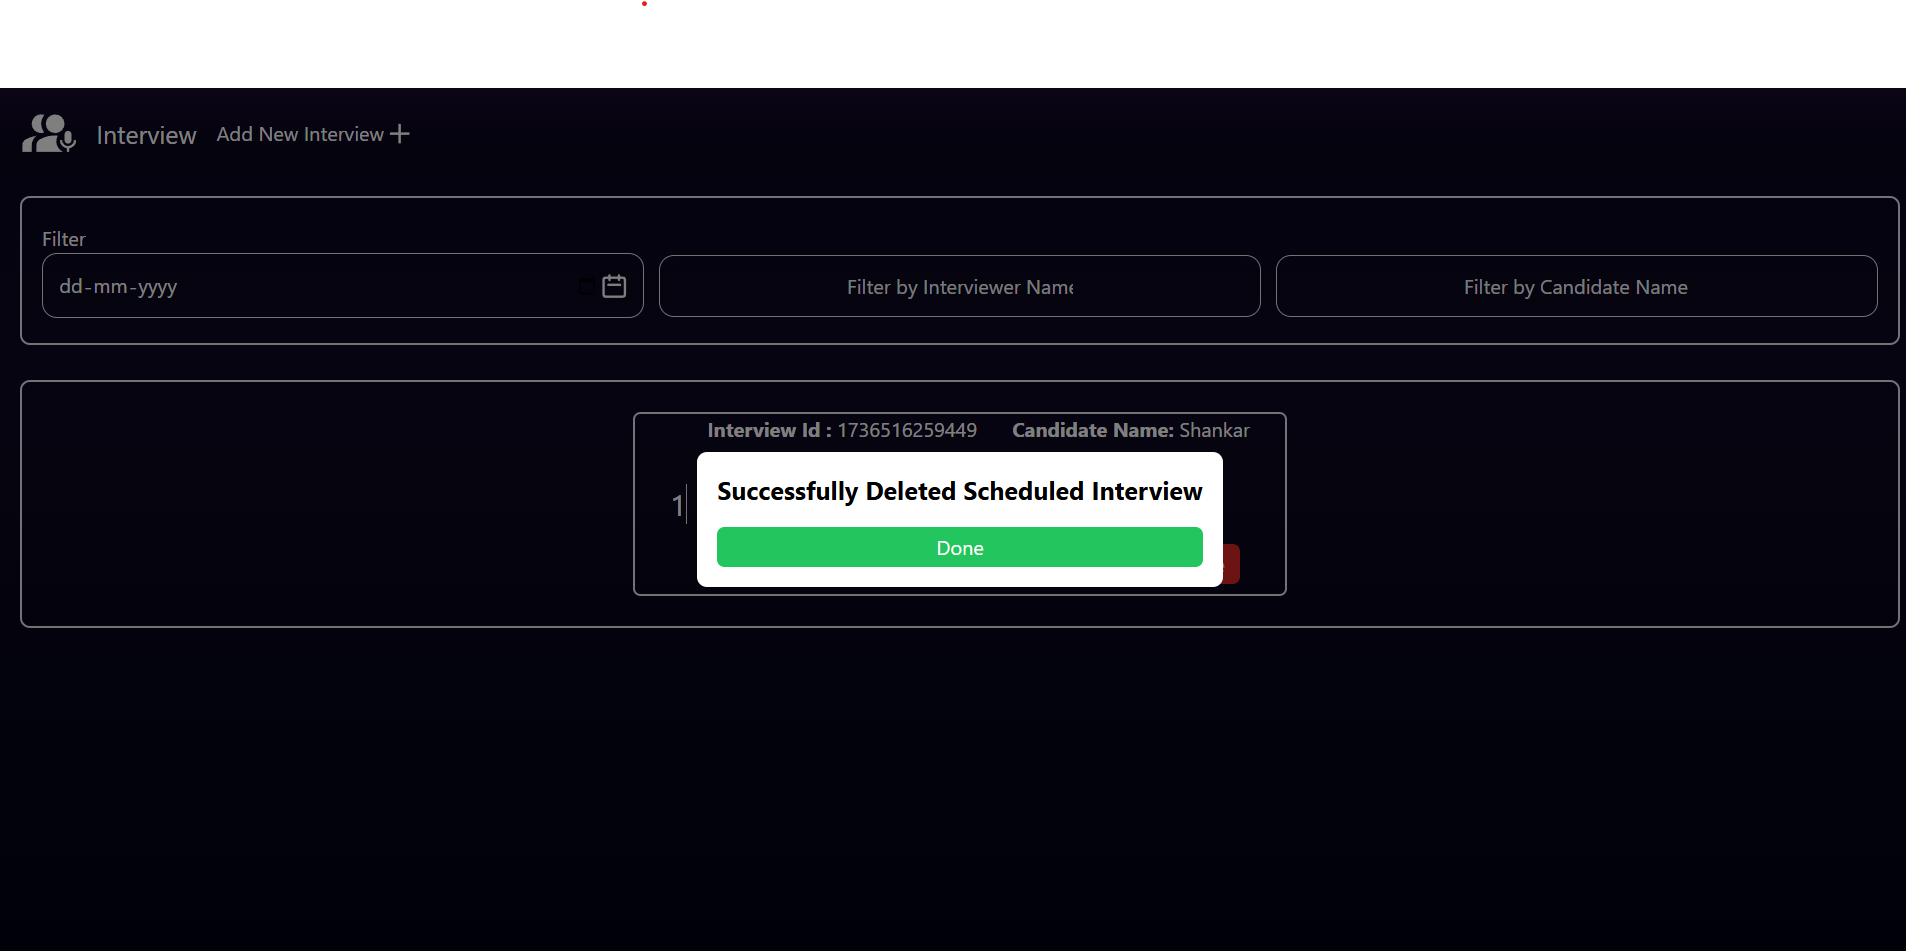 Interview Add New Interview
Filter
dd-mm-yyyy Filter by Interviewer Name Filter by Candidate Name
Interview Id : 1736516259449 Candidate Name: Shankar
Successfully Deleted Scheduled Interview
1
Done